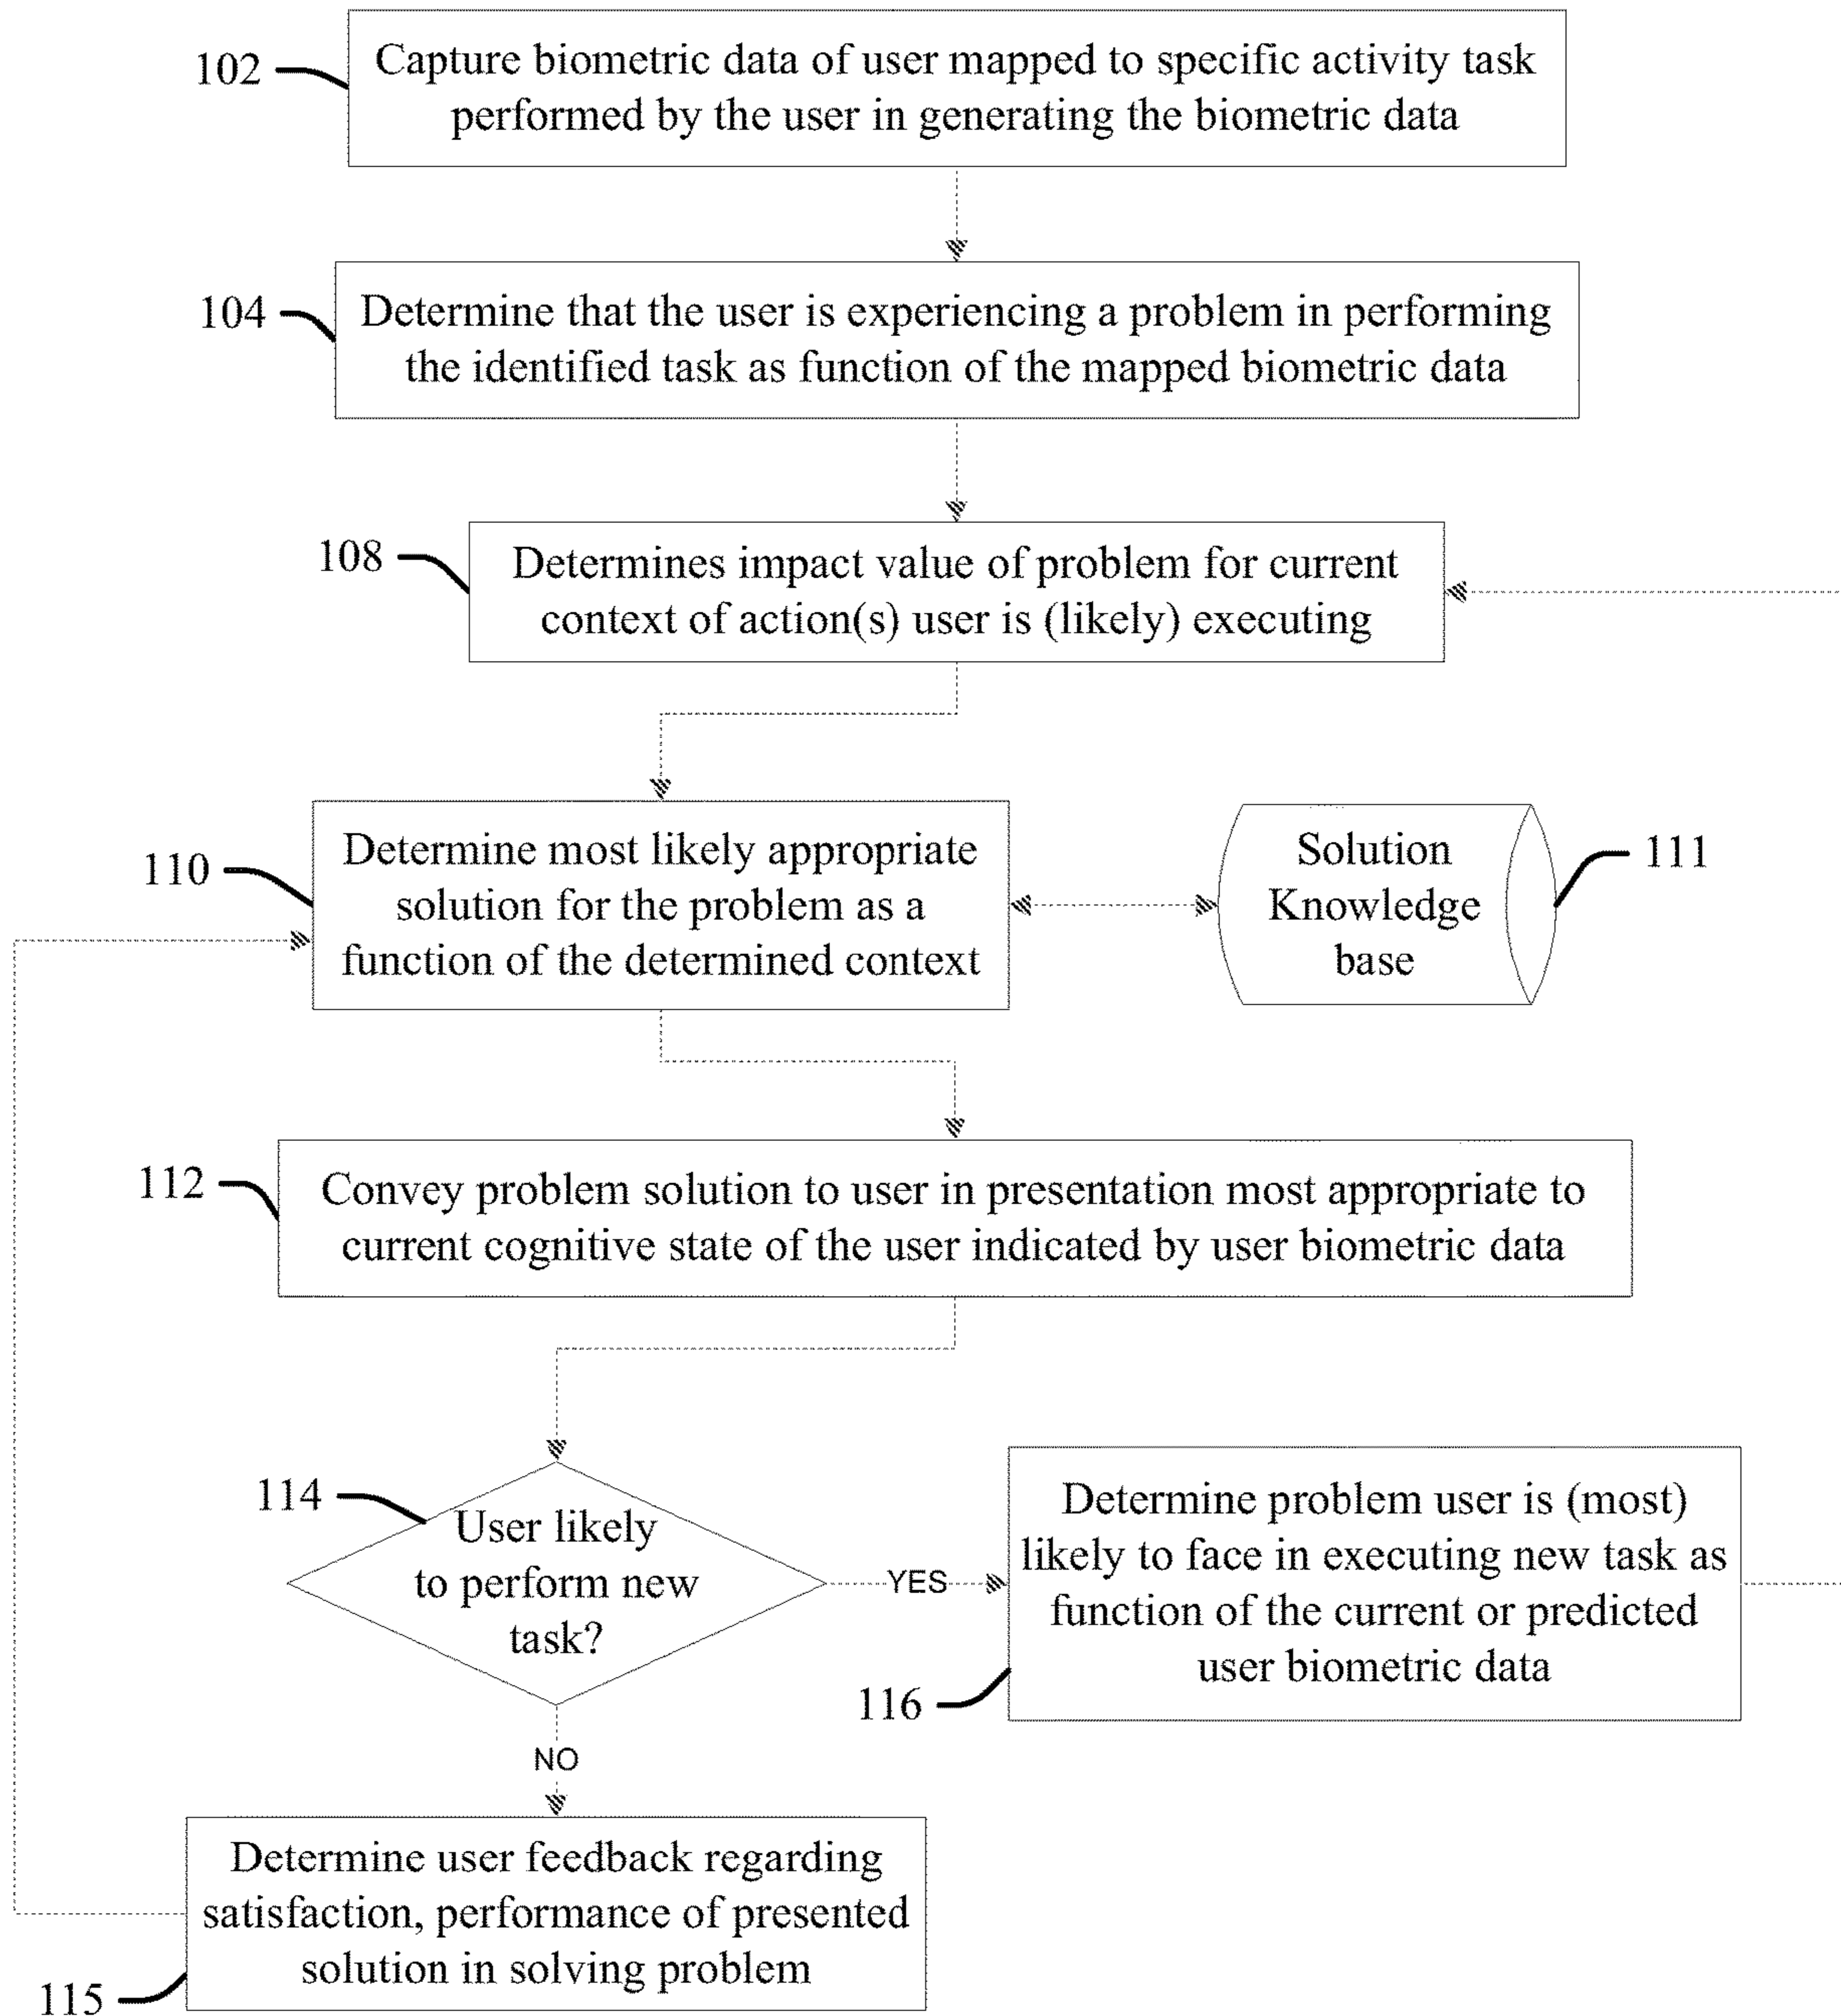 102
Capture biometric data of user mapped to specific activity task
performed by the user in generating the biometric data
104
Determine that the user is experiencing a problem in performing
the identified task as function of the mapped biometric data
108
Determines impact value of problem for current
context of action(s) user is (likely) executing
110
Determine most likely appropriate
solution for the problem as a
function of the determined context
Solution
Knowledge
base
111
112
Convey problem solution to user in presentation most appropriate to
current cognitive state of the user indicated by user biometric data
114
User likely
to perform new
task?
YES
Determine problem user is (most)
likely to face in executing new task as
function of the current or predicted
user biometric data
116
NO
Determine user feedback regarding
satisfaction, performance of presented
solution in solving problem
115